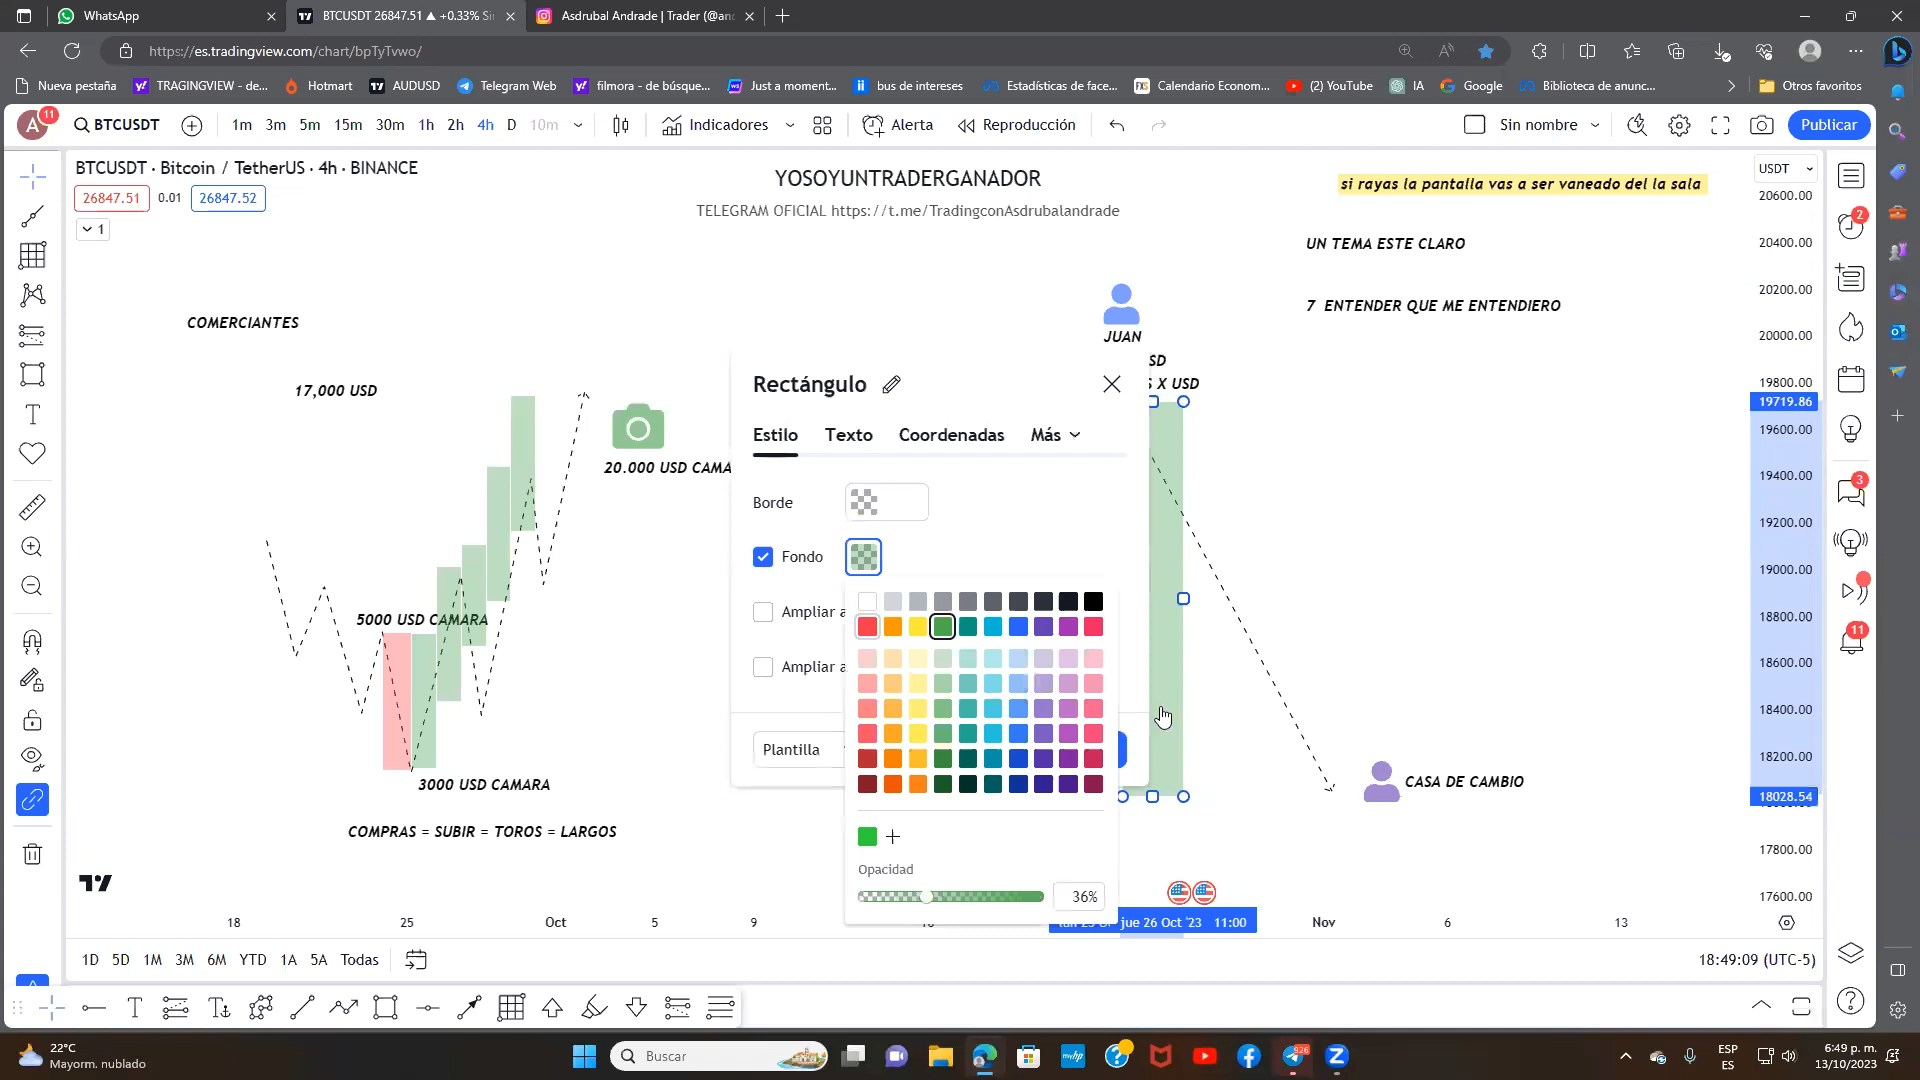 WhatsApp
BTCUSDT 26847.51 ▲ +0.33% Si
Asdrubal Andrade | Trader (@and
https://es.tradingview.com/chart/bpTyTvwo/
Nueva pestaña
TRAGINGVIEW - de...
Hotmart
AUDUSD
Telegram Web
filmora - de búsque...
Just a moment...
bus de intereses
Estadísticas de face...
Calendario Econom...
(2) YouTube
IA
Google
Biblioteca de anunc...
Otros favoritos
A 11
BTCUSDT
1m 3m 5m 15m 30m 1h 2h 4h D 10m
Indicadores
Alerta
Reproducción
Sin nombre
Publicar
BTCUSDT · Bitcoin / TetherUS · 4h · BINANCE
26847.51 0.01 26847.52
1
YOSOYUNTRADERGANADOR
TELEGRAM OFICIAL https://t.me/TradingconAsdrubalandrade
si rayas la pantalla vas a ser vaneado del la sala
UN TEMA ESTE CLARO
7 ENTENDER QUE ME ENTENDIERO
COMERCIANTES
17,000 USD
20.000 USD CAMA
5000 USD CAMARA
3000 USD CAMARA
COMPRAS = SUBIR = TOROS = LARGOS
JUAN
SD
X USD
CASA DE CAMBIO
Rectángulo
Estilo Texto Coordenadas Más
Borde
Fondo
Ampliar a
Ampliar a
Plantilla
Opacidad
36%
USDT
20600.00
20400.00
20200.00
20000.00
19800.00
19719.86
19600.00
19400.00
19200.00
19000.00
18800.00
18600.00
18400.00
18200.00
18028.54
17800.00
17600.00
2
3
11
18 25 Oct 5 9 jue 26 Oct '23 11:00 Nov 6 13
1D 5D 1M 3M 6M YTD 1A 5A Todas
18:49:09 (UTC-5)
22°C
Mayorm. nublado
Buscar
926
ESP
ES
6:49 p. m.
13/10/2023